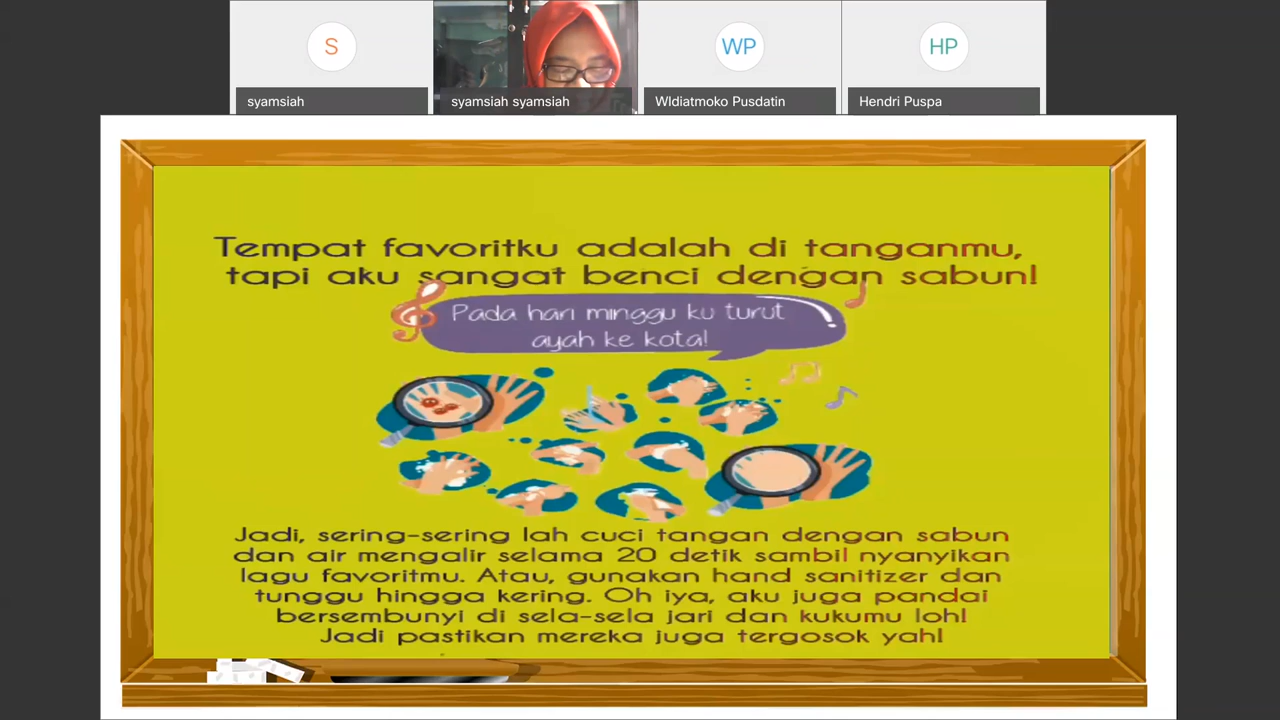 S
WP
HP
syamsiah
syamsiah syamsiah
WIdiatmoko Pusdatin
Hendri Puspa
Tempat favoritku adalah di tanganmu,
tapi aku sangat benci dengan sabun!
Pada hari minggu ku turut
ayah ke kota!
Jadi, sering-sering lah cuci tangan dengan sabun
dan air mengalir selama 20 detik sambil nyanyikan
lagu favoritmu. Atau, gunakan hand sanitizer dan
tunggu hingga kering. Oh iya, aku juga pandai
bersembunyi di sela-sela jari dan kukumu loh!
Jadi pastikan mereka juga tergosok yah!